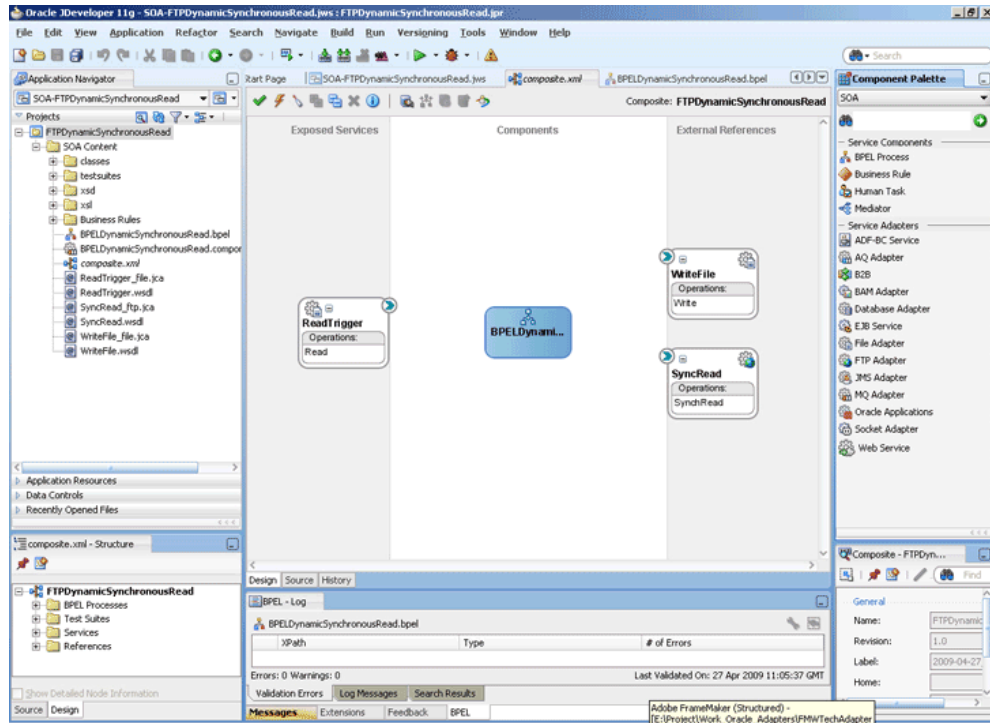 Oracle JDeveloper 11g - SOA-FTPDynamicSynchronousRead.jws : FTPDynamicSynchronousRead.jpr
File Edit View Application Refactor Search Navigate Build Run Versioning Tools Window Help
Search
Application Navigator
SOA-FTPDynamicSynchronousRead
Projects
FTPDynamicSynchronousRead
SOA Content
classes
testsuites
xsd
xsl
Business Rules
BPELDynamicSynchronousRead.bpel
BPELDynamicSynchronousRead.compor
composite.xml
ReadTrigger_file.jca
ReadTrigger.wsdl
SyncRead_ftp.jca
SyncRead.wsdl
WriteFile_file.jca
WriteFile.wsdl
Application Resources
Data Controls
Recently Opened Files
composite.xml - Structure
FTPDynamicSynchronousRead
BPEL Processes
Test Suites
Services
References
Show Detailed Node Information
Source Design
tart Page SOA-FTPDynamicSynchronousRead.jws composite.xml BPELDynamicSynchronousRead.bpel
Composite: FTPDynamicSynchronousRead
Exposed Services Components External References
ReadTrigger
Operations:
Read
BPELDynami...
WriteFile
Operations:
Write
SyncRead
Operations:
SynchRead
Design Source History
BPEL - Log
BPELDynamicSynchronousRead.bpel
XPath Type # of Errors
Errors: 0 Warnings: 0 Last Validated On: 27 Apr 2009 11:05:37 GMT
Validation Errors Log Messages Search Results
Messages Extensions Feedback BPEL
Adobe FrameMaker (Structured) -
[E:\Project\Work_Oracle_Adapters\FMWTechAdapter
Component Palette
SOA
Service Components
BPEL Process
Business Rule
Human Task
Mediator
Service Adapters
ADF-BC Service
AQ Adapter
B2B
BAM Adapter
Database Adapter
EJB Service
File Adapter
FTP Adapter
JMS Adapter
MQ Adapter
Oracle Applications
Socket Adapter
Web Service
Composite - FTPDyn...
Find
General
Name: FTPDynamic
Revision: 1.0
Label: 2009-04-27
Home: